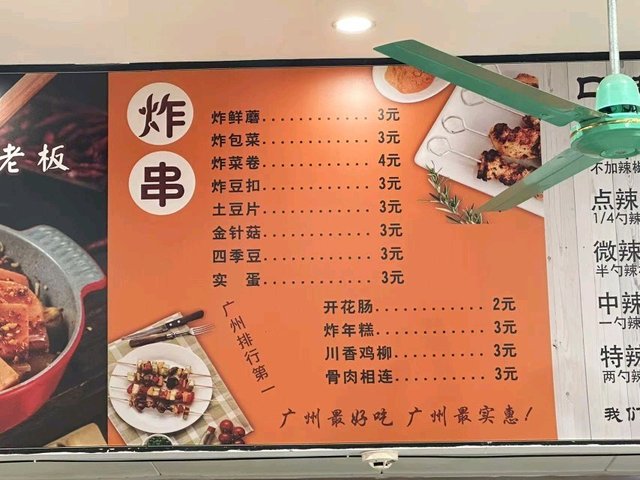 老板
炸串
炸鲜蘑............3元
炸包菜............3元
炸菜卷............4元
炸豆扣............3元
土豆片............3元
金针菇............3元
四季豆............3元
实 蛋............3元
广州排行第一
开花肠............2元
炸年糕............3元
川香鸡柳............3元
骨肉相连............3元
广州最好吃 广州最实惠!
不加辣椒
点辣
1/4勺辣
微辣
半勺辣
中辣
一勺辣
特辣
两勺辣
我们